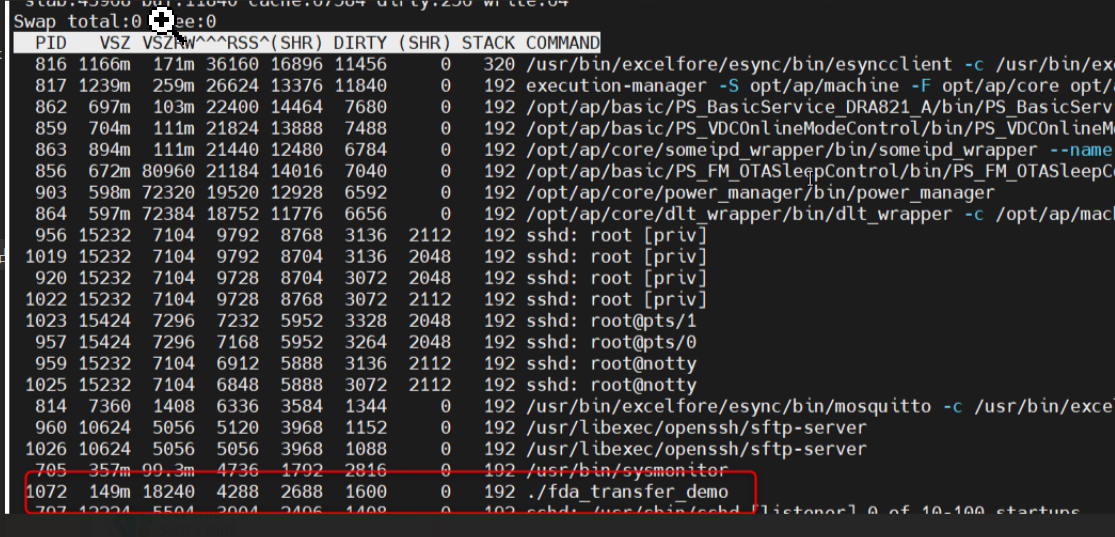 slab:43968 buf:11840 cache:67584 dirty:256 write:64
Swap total:0 free:0
PID VSZ VSZRW^^^RSS^(SHR) DIRTY (SHR) STACK COMMAND
816 1166m 171m 36160 16896 11456 0 320 /usr/bin/excelfore/esync/bin/esyncclient -c /usr/bin/exc
817 1239m 259m 26624 13376 11840 0 192 execution-manager -S opt/ap/machine -F opt/ap/core opt/a
862 697m 103m 22400 14464 7680 0 192 /opt/ap/basic/PS_BasicService_DRA821_A/bin/PS_BasicServ
859 704m 111m 21824 13888 7488 0 192 /opt/ap/basic/PS_VDCOnlineModeControl/bin/PS_VDCOnlineM
863 894m 111m 21440 12480 6784 0 192 /opt/ap/core/someipd_wrapper/bin/someipd_wrapper --name
856 672m 80960 21184 14016 7040 0 192 /opt/ap/basic/PS_FM_OTASleepControl/bin/PS_FM_OTASleepCo
903 598m 72320 19520 12928 6592 0 192 /opt/ap/core/power_manager/bin/power_manager
864 597m 72384 18752 11776 6656 0 192 /opt/ap/core/dlt_wrapper/bin/dlt_wrapper -c /opt/ap/mach
956 15232 7104 9792 8768 3136 2112 192 sshd: root [priv]
1019 15232 7104 9792 8704 3136 2048 192 sshd: root [priv]
920 15232 7104 9728 8704 3072 2048 192 sshd: root [priv]
1022 15232 7104 9728 8768 3072 2112 192 sshd: root [priv]
1023 15424 7296 7232 5952 3328 2048 192 sshd: root@pts/1
957 15424 7296 7168 5952 3264 2048 192 sshd: root@pts/0
959 15232 7104 6912 5888 3136 2112 192 sshd: root@notty
1025 15232 7104 6848 5888 3072 2112 192 sshd: root@notty
814 7360 1408 6336 3584 1344 0 192 /usr/bin/excelfore/esync/bin/mosquitto -c /usr/bin/excel
960 10624 5056 5120 3968 1152 0 192 /usr/libexec/openssh/sftp-server
1026 10624 5056 5056 3968 1088 0 192 /usr/libexec/openssh/sftp-server
705 357m 99.3m 4736 1792 2816 0 192 /usr/bin/sysmonitor
1072 149m 18240 4288 2688 1600 0 192 ./fda_transfer_demo
797 12224 5504 3904 2496 1408 0 192 sshd: /usr/sbin/sshd [listener] 0 of 10-100 startups